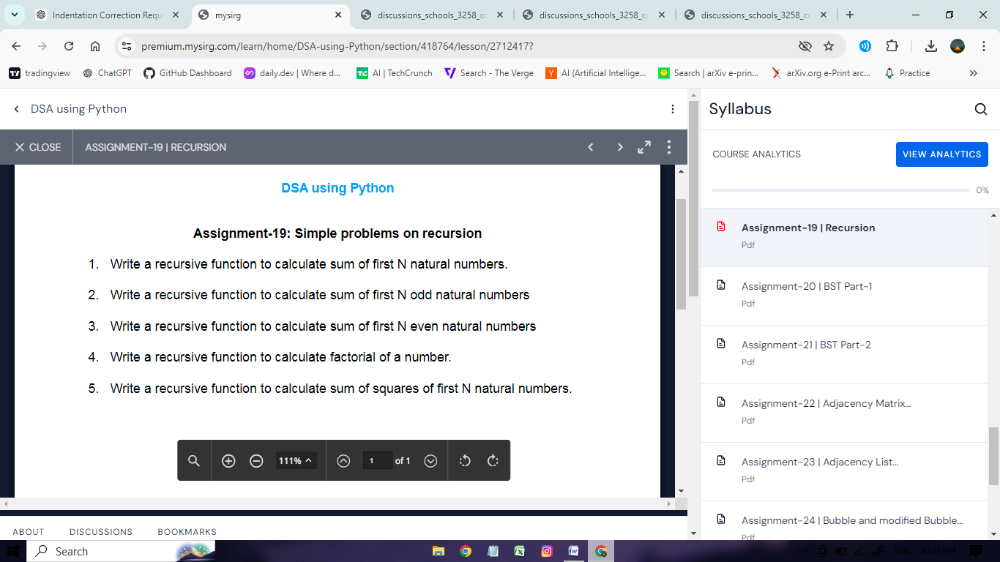 Indentation Correction Requ
mysirg
discussions_schools_3258_cc
discussions_schools_3258_cc
discussions_schools_3258_cc
premium.mysirg.com/learn/home/DSA-using-Python/section/418764/lesson/2712417?
tradingview
ChatGPT
GitHub Dashboard
daily.dev | Where d...
AI | TechCrunch
Search - The Verge
AI (Artificial Intellige...
Search | arXiv e-prin...
arXiv.org e-Print arc...
Practice
DSA using Python
CLOSE
ASSIGNMENT-19 | RECURSION
DSA using Python
Assignment-19: Simple problems on recursion
1. Write a recursive function to calculate sum of first N natural numbers.
2. Write a recursive function to calculate sum of first N odd natural numbers
3. Write a recursive function to calculate sum of first N even natural numbers
4. Write a recursive function to calculate factorial of a number.
5. Write a recursive function to calculate sum of squares of first N natural numbers.
111%
1 of 1
ABOUT
DISCUSSIONS
BOOKMARKS
Syllabus
COURSE ANALYTICS
VIEW ANALYTICS
0%
Assignment-19 | Recursion
Pdf
Assignment-20 | BST Part-1
Pdf
Assignment-21 | BST Part-2
Pdf
Assignment-22 | Adjacency Matrix...
Pdf
Assignment-23 | Adjacency List...
Pdf
Assignment-24 | Bubble and modified Bubble...
Pdf
Search
ENG
10:05 PM